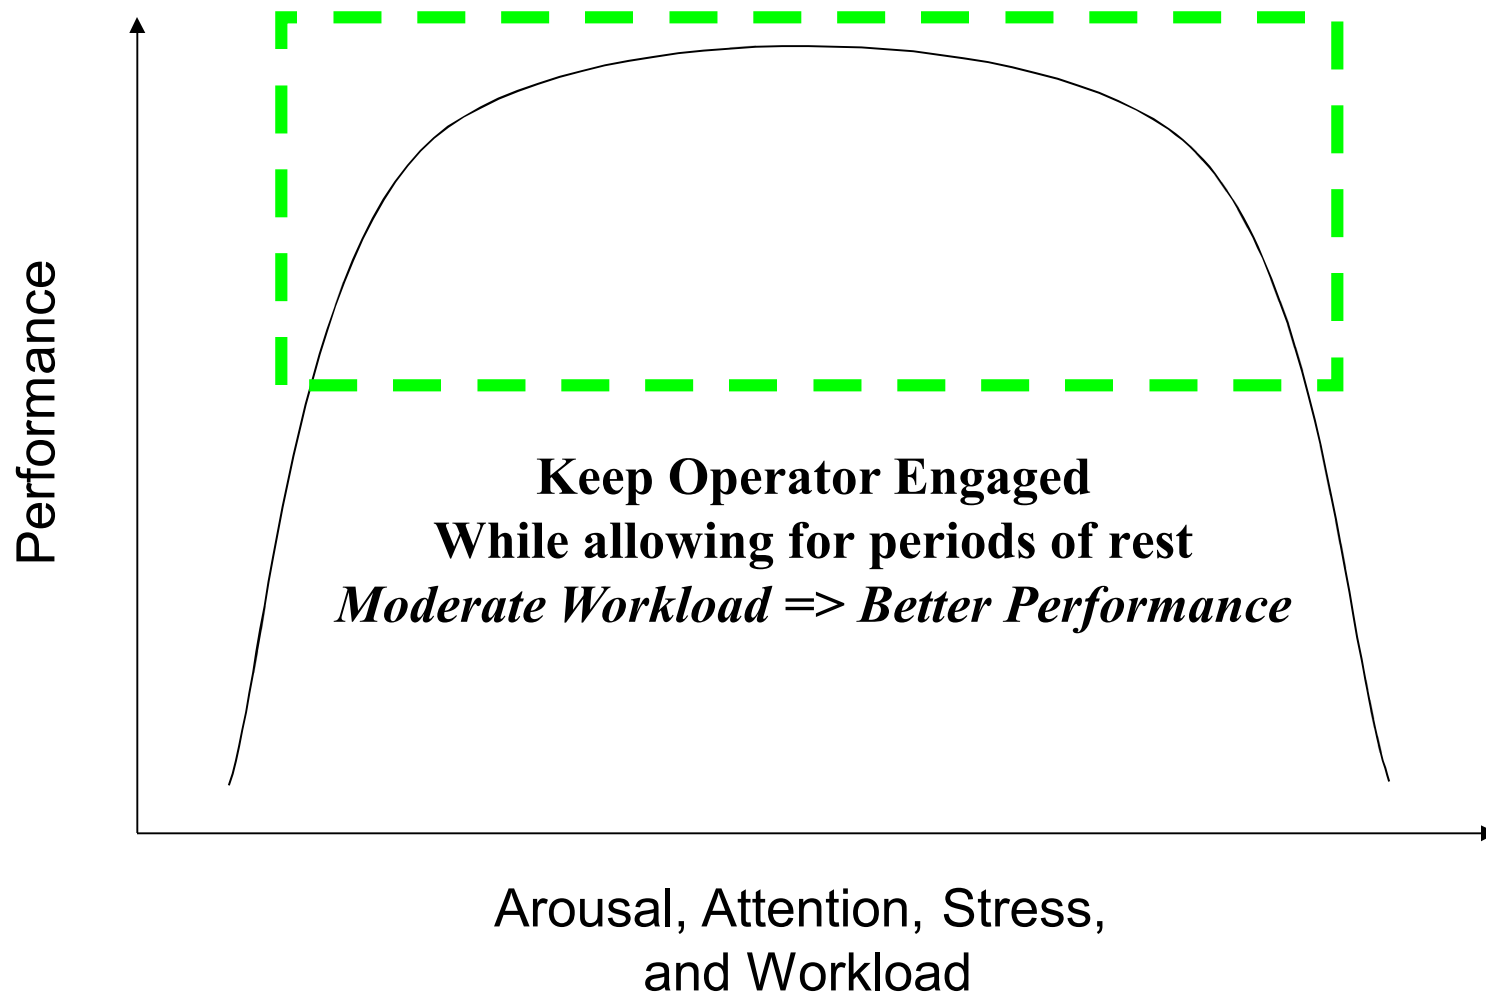 Performance
Keep Operator Engaged
While allowing for periods of rest
Moderate Workload => Better Performance
Arousal, Attention, Stress,
and Workload